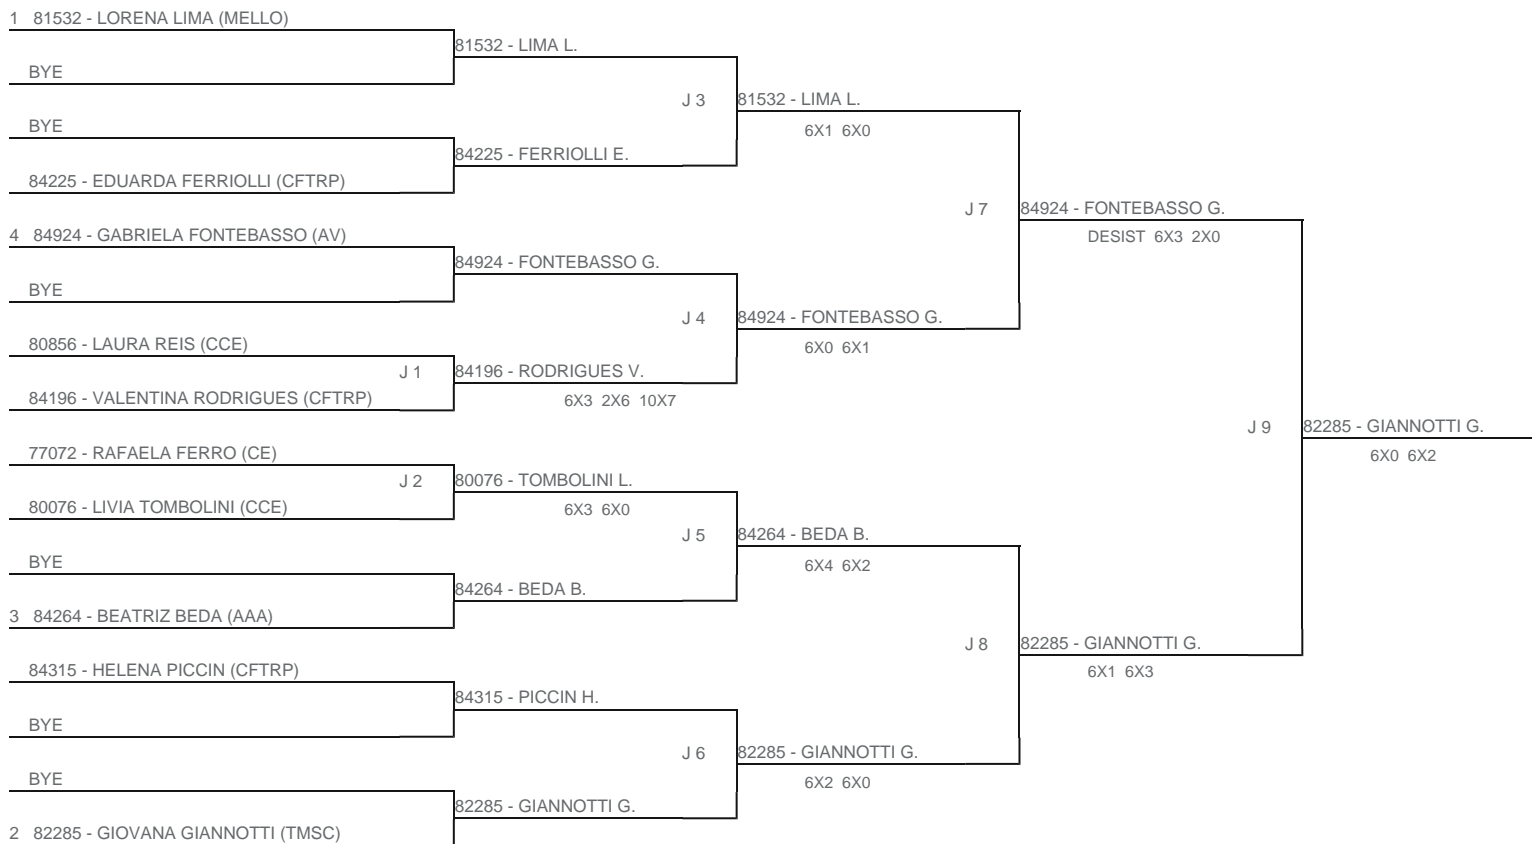 1 81532 - LORENA LIMA (MELLO)
81532 - LIMA L.
BYE
J 3
81532 - LIMA L.
6X1 6X0
BYE
84225 - FERRIOLLI E.
84225 - EDUARDA FERRIOLLI (CFTRP)
J 7
84924 - FONTEBASSO G.
DESIST 6X3 2X0
4 84924 - GABRIELA FONTEBASSO (AV)
84924 - FONTEBASSO G.
BYE
J 4
84924 - FONTEBASSO G.
6X0 6X1
80856 - LAURA REIS (CCE)
J 1
84196 - RODRIGUES V.
6X3 2X6 10X7
84196 - VALENTINA RODRIGUES (CFTRP)
J 9
82285 - GIANNOTTI G.
6X0 6X2
77072 - RAFAELA FERRO (CE)
J 2
80076 - TOMBOLINI L.
6X3 6X0
80076 - LIVIA TOMBOLINI (CCE)
J 5
84264 - BEDA B.
6X4 6X2
BYE
84264 - BEDA B.
3 84264 - BEATRIZ BEDA (AAA)
J 8
82285 - GIANNOTTI G.
6X1 6X3
84315 - HELENA PICCIN (CFTRP)
84315 - PICCIN H.
BYE
J 6
82285 - GIANNOTTI G.
6X2 6X0
BYE
82285 - GIANNOTTI G.
2 82285 - GIOVANA GIANNOTTI (TMSC)